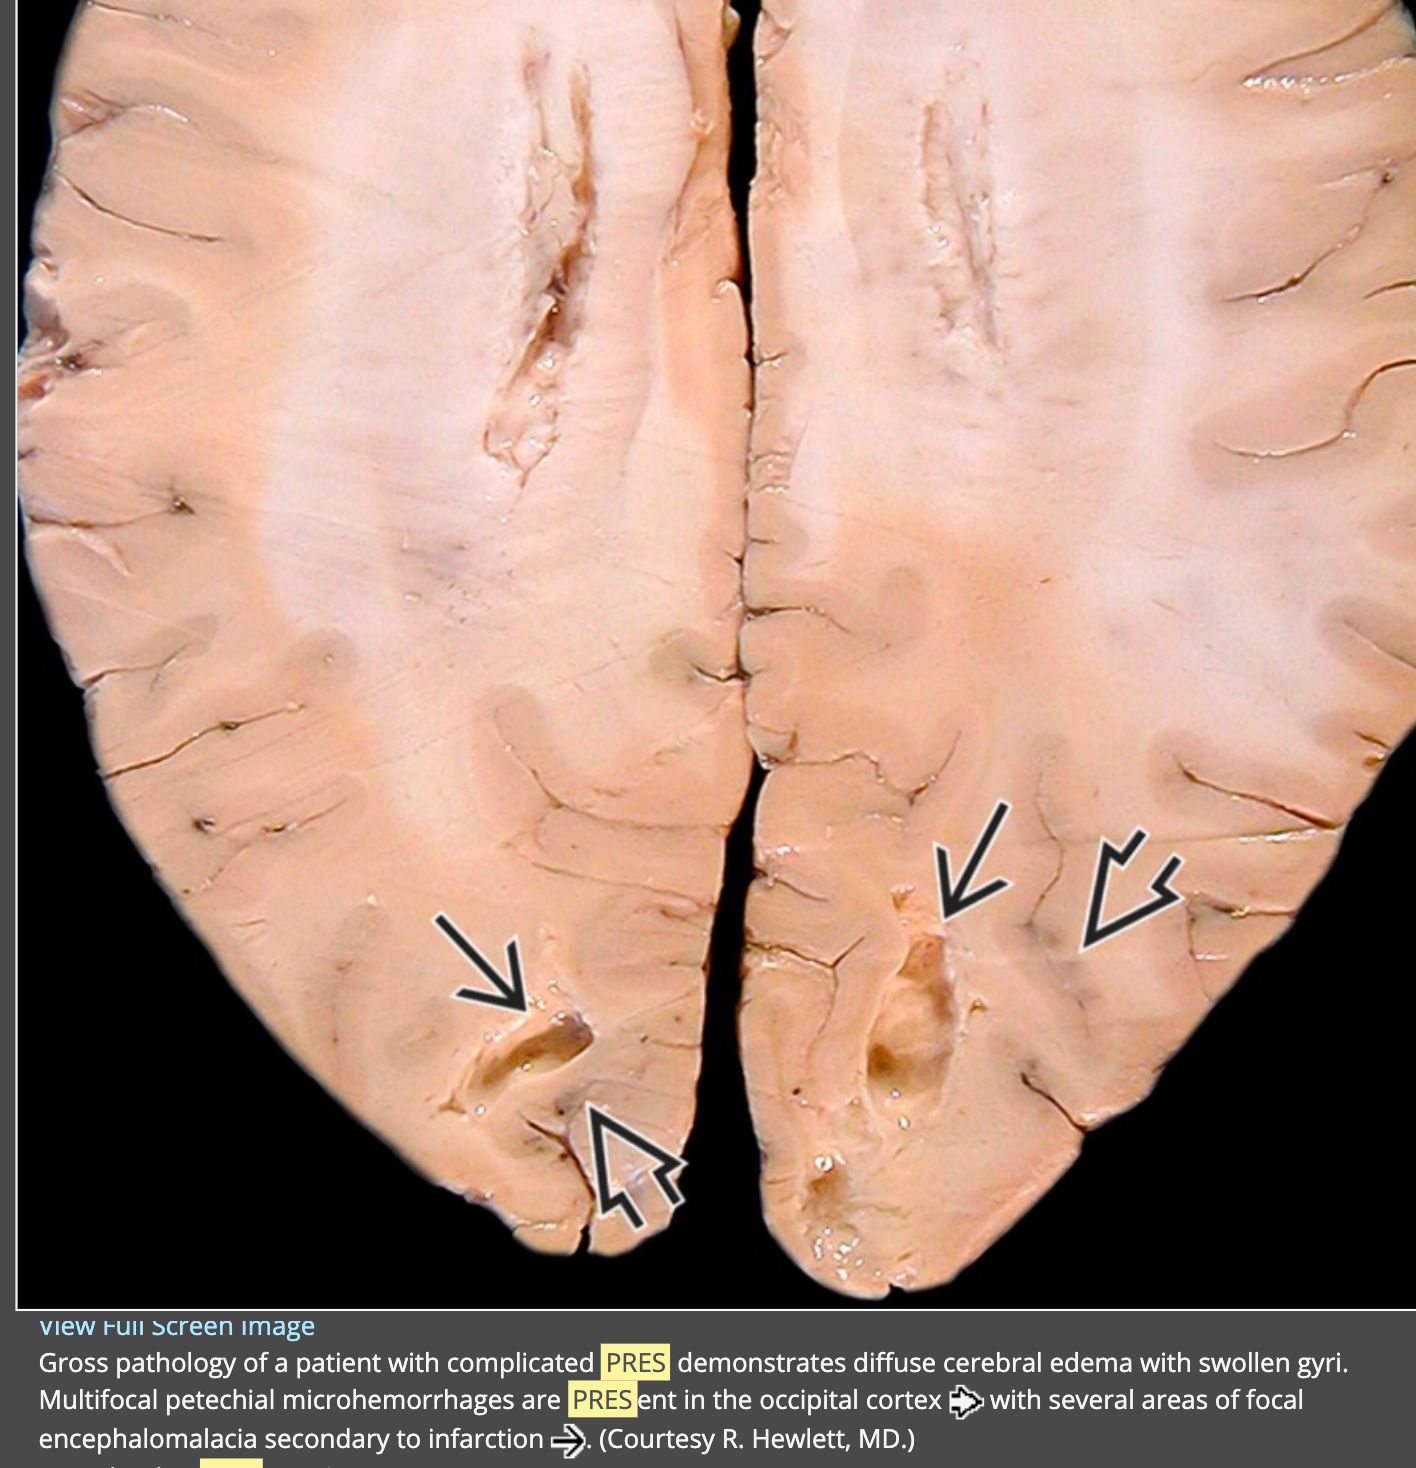 View Full Screen Image
Gross pathology of a patient with complicated PRES demonstrates diffuse cerebral edema with swollen gyri.
Multifocal petechial microhemorrhages are PRESent in the occipital cortex with several areas of focal
encephalomalacia secondary to infarction . (Courtesy R. Hewlett, MD.)